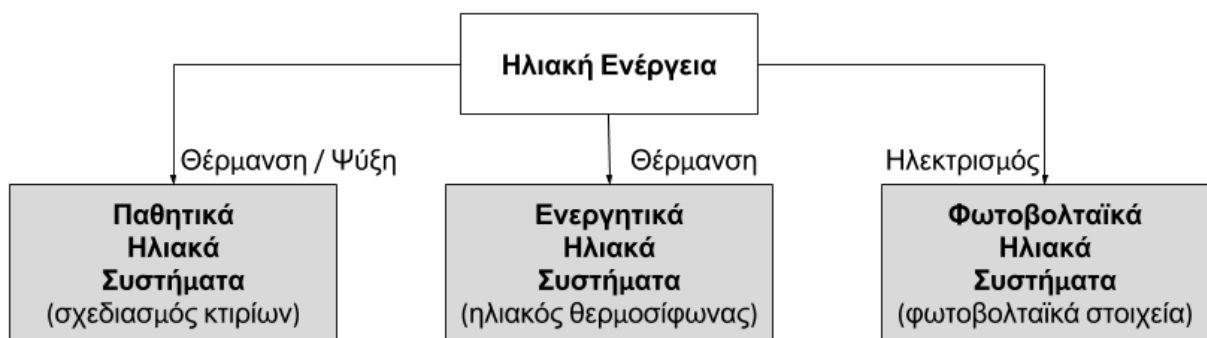 Ηλιακή Ενέργεια
Θέρμανση / Ψύξη
Θέρμανση
Ηλεκτρισμός
Παθητικά
Ηλιακά
Συστήματα
(σχεδιασμός κτιρίων)
Ενεργητικά
Ηλιακά
Συστήματα
(ηλιακός θερμοσίφωνας)
Φωτοβολταϊκά
Ηλιακά
Συστήματα
(φωτοβολταϊκά στοιχεία)